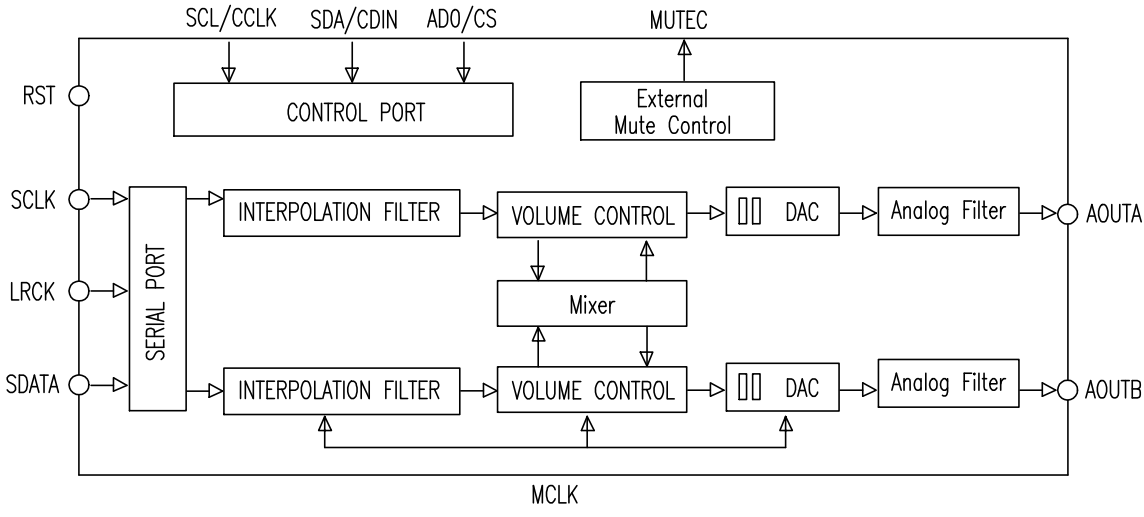 SCL/CCLK SDA/CDIN ADO/CS MUTEC
RST
CONTROL PORT
External
Mute Control
SCLK
INTERPOLATION FILTER
VOLUME CONTROL
DAC
Analog Filter
AOUTA
LRCK
SERIAL PORT
Mixer
SDATA
INTERPOLATION FILTER
VOLUME CONTROL
DAC
Analog Filter
AOUTB
MCLK